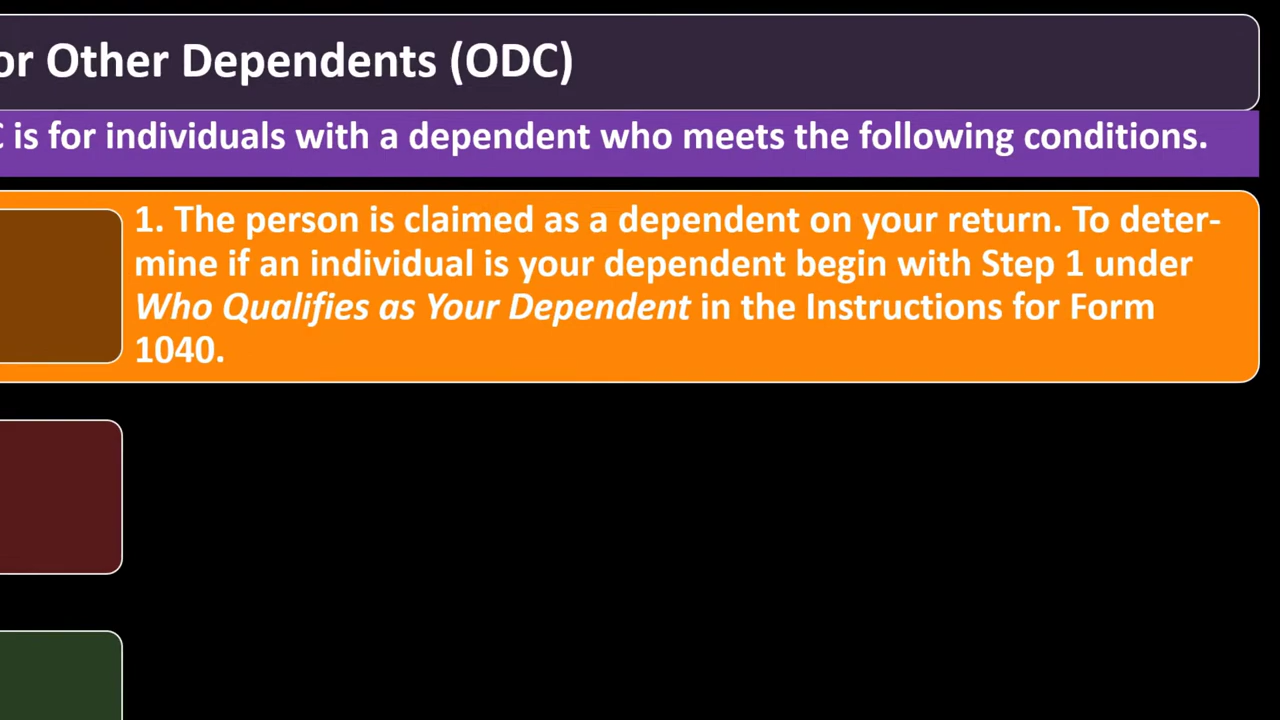 or Other Dependents (ODC)
is for individuals with a dependent who meets the following conditions.
1. The person is claimed as a dependent on your return. To deter-
mine if an individual is your dependent begin with Step 1 under
Who Qualifies as Your Dependent in the Instructions for Form
1040.